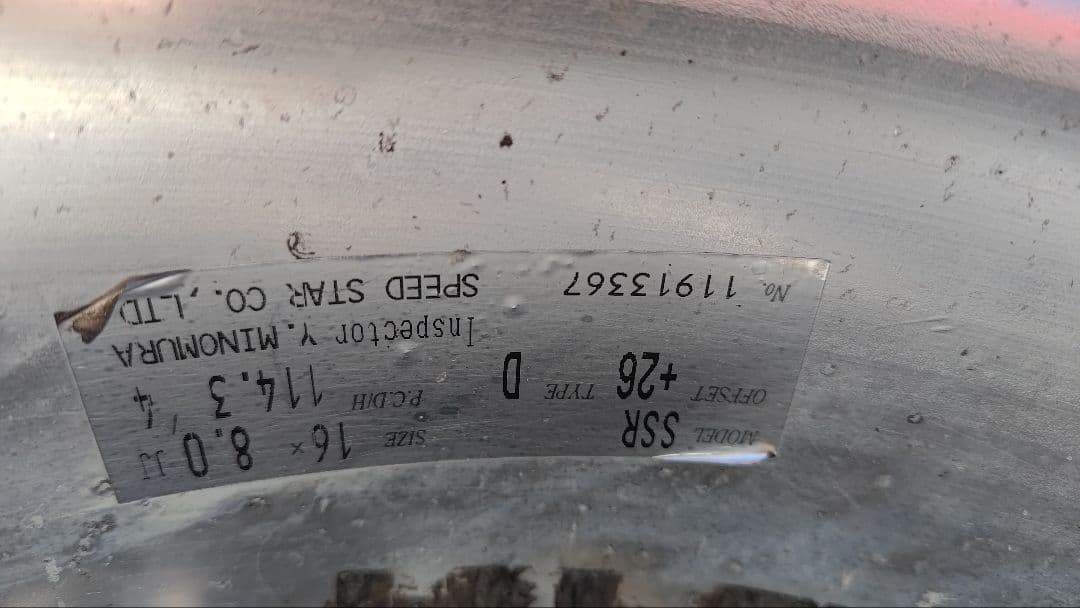 MODEL SSR SIZE 16 × 8.0 JJ
OFFSET +26 TYPE D P.C.D/H 114.3 / 4
Inspector Y. MINOMURA
No. 11913367 SPEED STAR CO., LTD